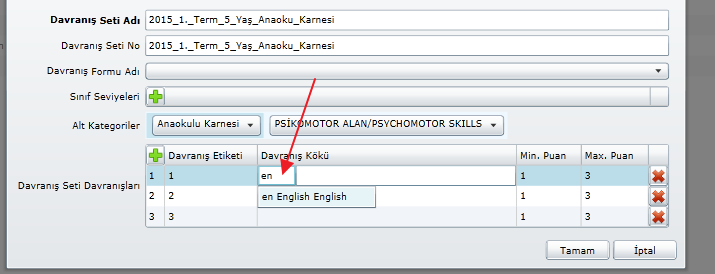 Davranış Seti Adı 2015_1._Term_5_Yaş_Anaoku_Karnesi
Davranış Seti No 2015_1._Term_5_Yaş_Anaoku_Karnesi
Davranış Formu Adı
Sınıf Seviyeleri
Alt Kategoriler Anaokulu Karnesi PSİKOMOTOR ALAN/PSYCHOMOTOR SKILLS
Davranış Etiketi Davranış Kökü Min. Puan Max. Puan
Davranış Seti Davranışları
1 1 en 1 3
2 2 en English English 1 3
3 3 1 3
Tamam İptal